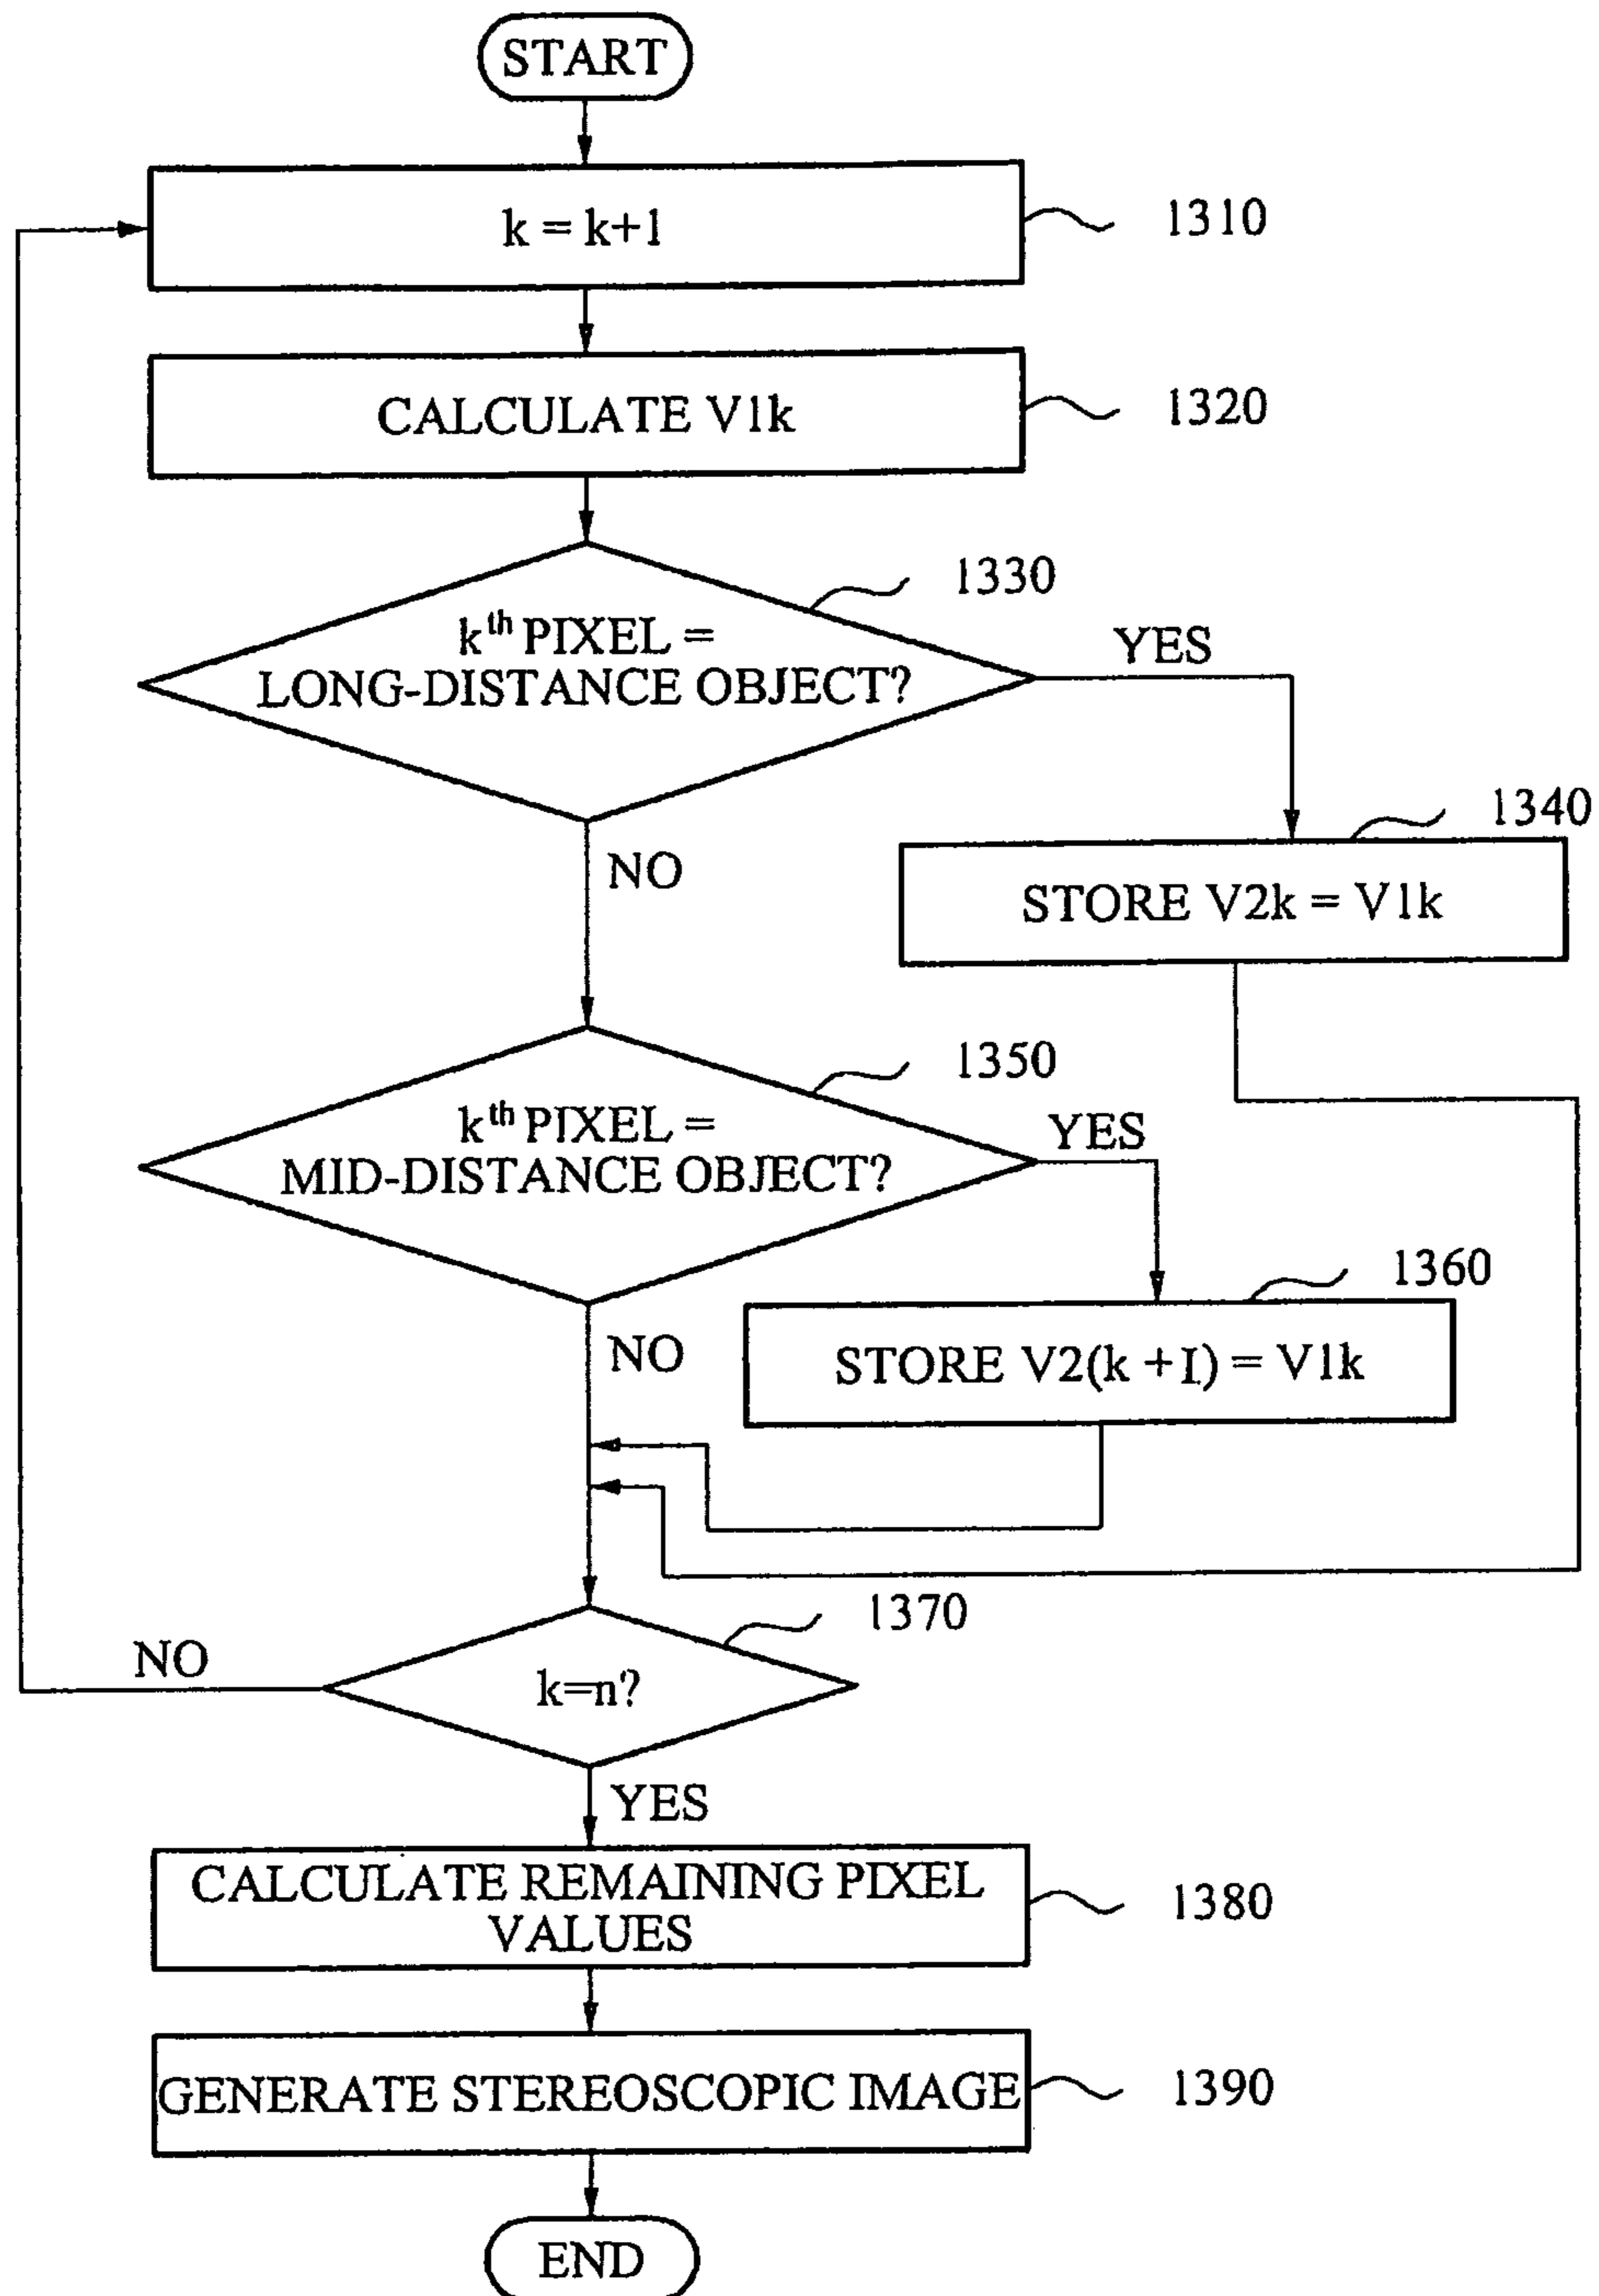 START
k = k+1
1310
CALCULATE V1k
1320
1330
kth PIXEL =
LONG-DISTANCE OBJECT?
YES
NO
1340
STORE V2k = V1k
1350
kth PIXEL =
MID-DISTANCE OBJECT?
YES
NO
1360
STORE V2(k + I) = V1k
1370
k=n?
NO
YES
CALCULATE REMAINING PIXEL
VALUES
1380
GENERATE STEREOSCOPIC IMAGE
1390
END